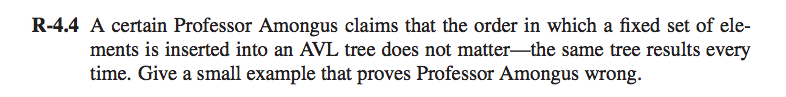 R-4.4 A certain Professor Amongus claims that the order in which a fixed set of ele-
ments is inserted into an AVL tree does not matter—the same tree results every
time. Give a small example that proves Professor Amongus wrong.